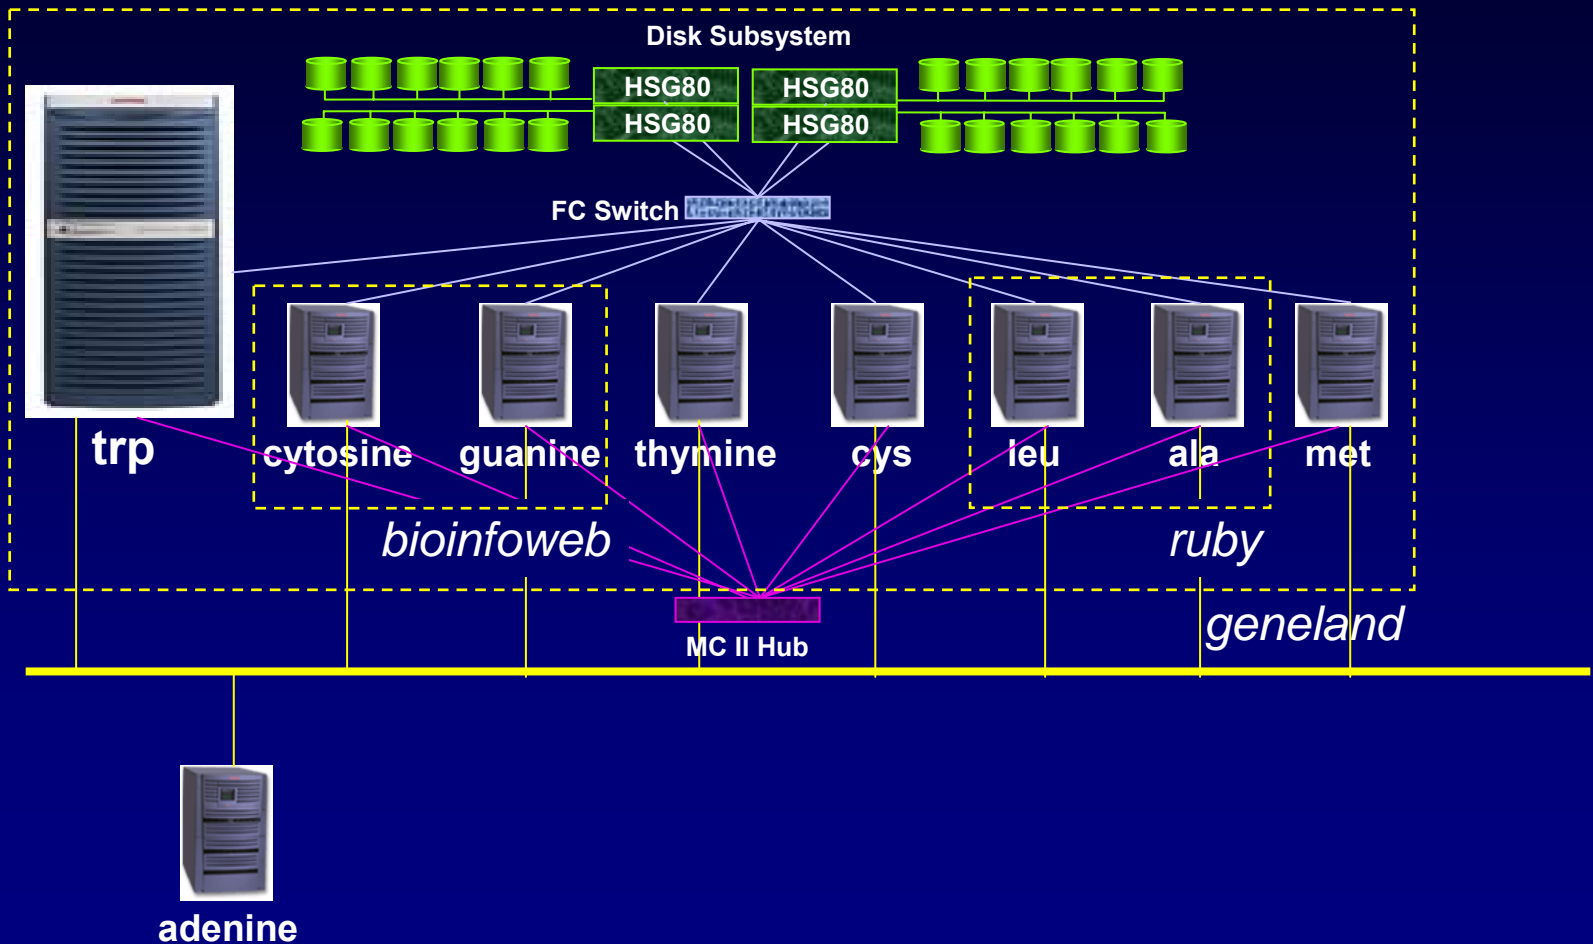 Disk Subsystem
HSG80
HSG80
HSG80
HSG80
FC Switch
trp
cytosine
guanine
thymine
cys
leu
ala
met
bioinfoweb
ruby
geneland
MC II Hub
adenine